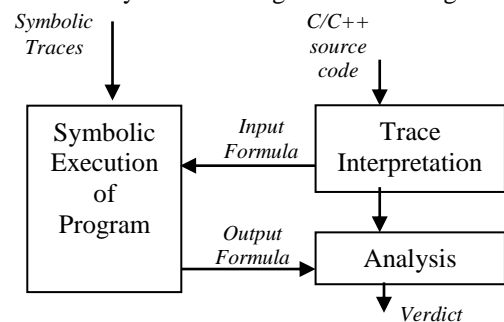 Symbolic
Traces
C/C++
source
code
Symbolic
Execution
of
Program
Input
Formula
Trace
Interpretation
Output
Formula
Analysis
Verdict